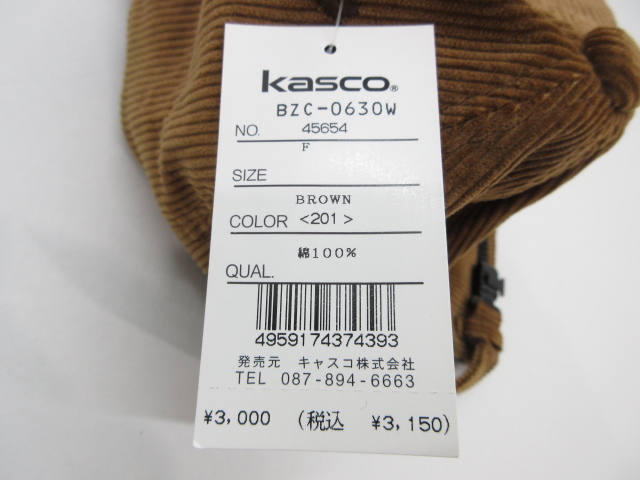 kasco®
BZC-0630W
NO. 45654
F
SIZE
BROWN
COLOR <201>
綿100%
QUAL.
4959174374393
発売元 キャスコ株式会社
TEL 087-894-6663
¥3,000 (税込 ¥3,150)